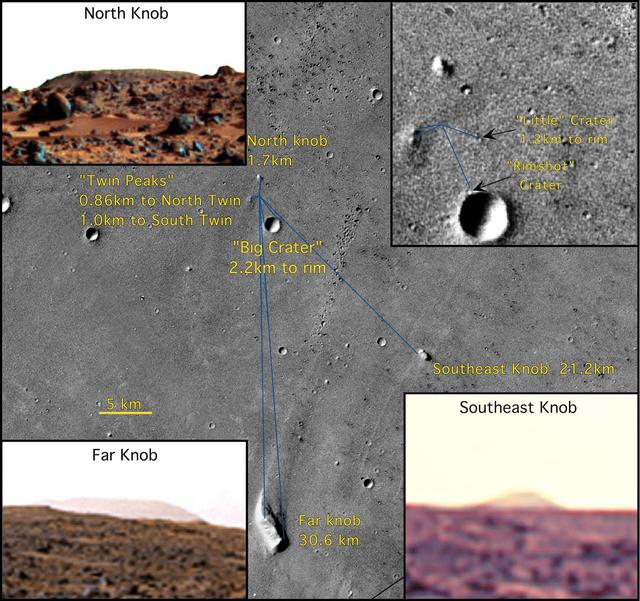 North Knob
North knob
1.7km
"Twin Peaks"
0.86km to North Twin
1.0km to South Twin
"Big Crater"
2.2km to rim
"Little" Crater
1.2km to rim
"Rimshot"
Crater
Southeast Knob 21.2km
5 km
Far Knob
Far knob
30.6 km
Southeast Knob